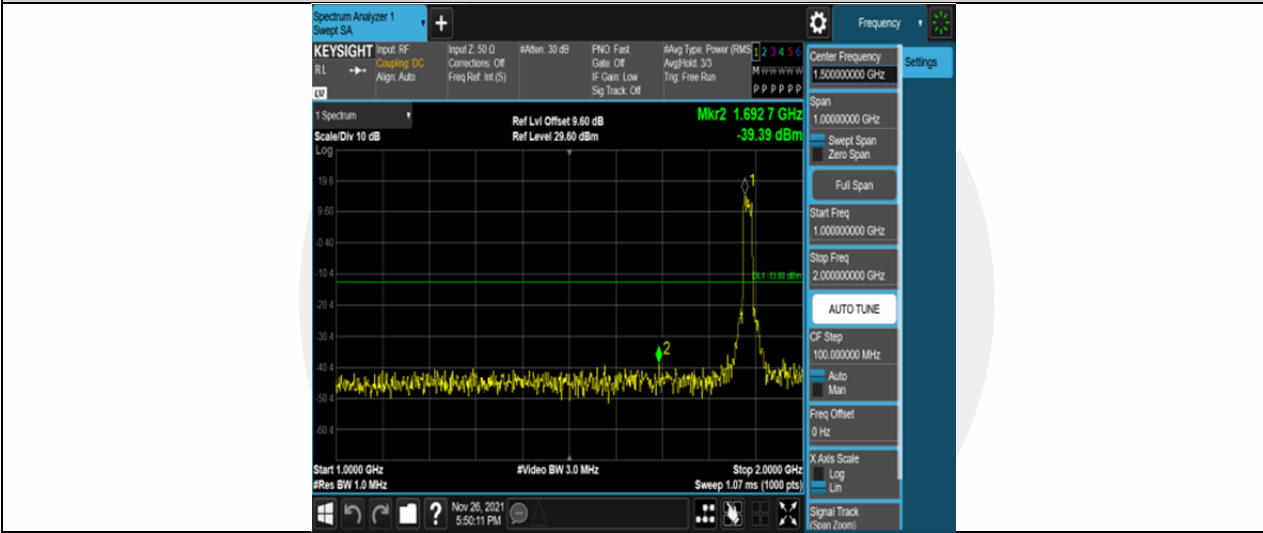 Spectrum Analyzer 1
Swept SA
+
Frequency
KEYSIGHT
RL
LV
Input: RF
Coupling: DC
Align: Auto
Input Z: 50 Ω
Corrections: Off
Freq Ref: Int (S)
#Atten: 30 dB
PNO: Fast
Gate: Off
IF Gain: Low
Sig Track: Off
#Avg Type: Power (RMS
Avg|Hold: 3/3
Trig: Free Run
1 2 3 4 5 6
M W W W W W
P P P P P P
1 Spectrum
Scale/Div 10 dB
Ref Lvl Offset 9.60 dB
Ref Level 29.60 dBm
Mkr2 1.692 7 GHz
-39.39 dBm
Log
19.6
9.60
-0.40
-10.4
-20.4
-30.4
-40.4
-50.4
-60.4
1
DL1 -13.00 dBm
2
Start 1.0000 GHz
#Res BW 1.0 MHz
#Video BW 3.0 MHz
Stop 2.0000 GHz
Sweep 1.07 ms (1000 pts)
?
Nov 26, 2021
5:50:11 PM
Center Frequency
1.500000000 GHz
Span
1.00000000 GHz
Swept Span
Zero Span
Full Span
Start Freq
1.000000000 GHz
Stop Freq
2.000000000 GHz
AUTO TUNE
CF Step
100.000000 MHz
Auto
Man
Freq Offset
0 Hz
X Axis Scale
Log
Lin
Signal Track
(Span Zoom)
Settings